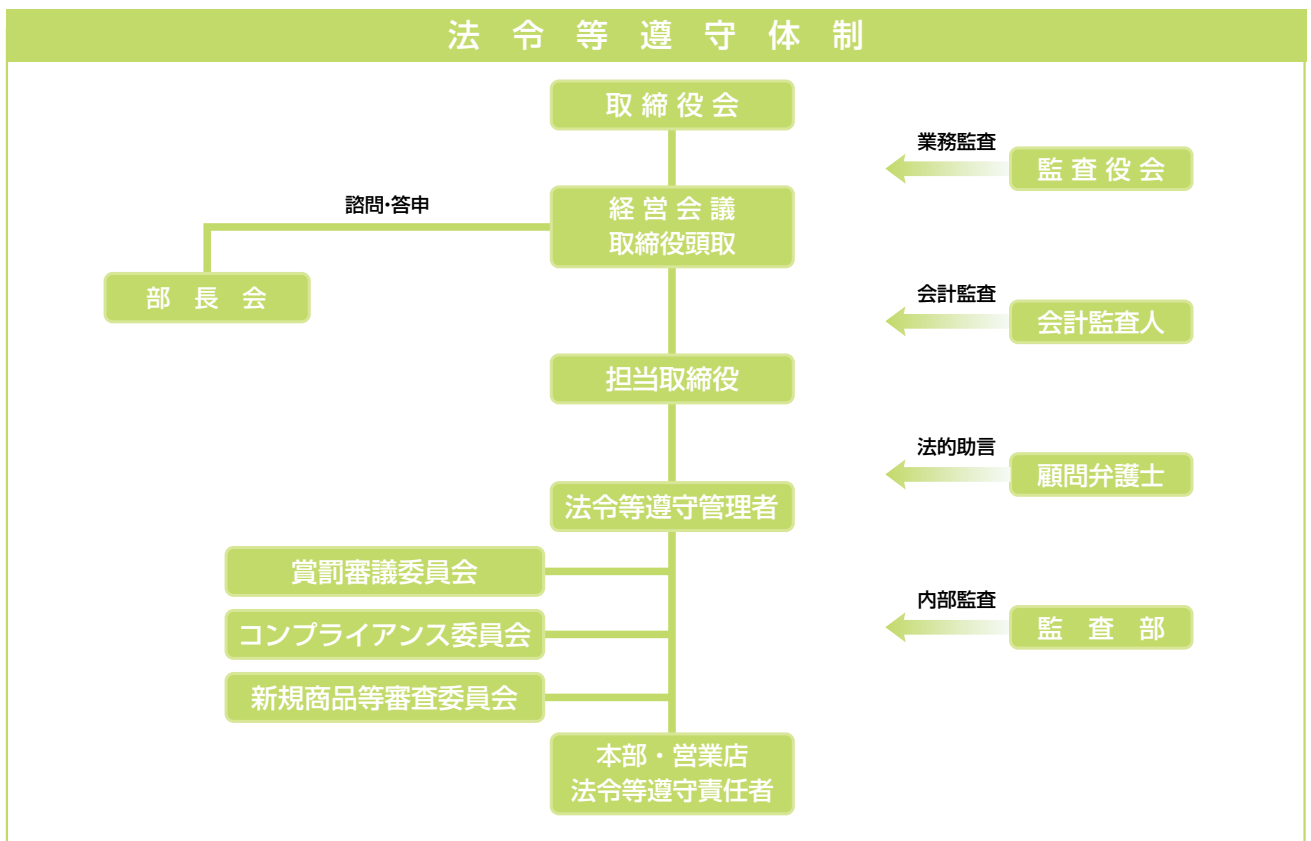 法令等遵守体制
取締役会
業務監査
監査役会
諮問・答申
経営会議
取締役頭取
部長会
会計監査
会計監査人
担当取締役
法的助言
顧問弁護士
法令等遵守管理者
賞罰審議委員会
コンプライアンス委員会
内部監査
監査部
新規商品等審査委員会
本部・営業店
法令等遵守責任者